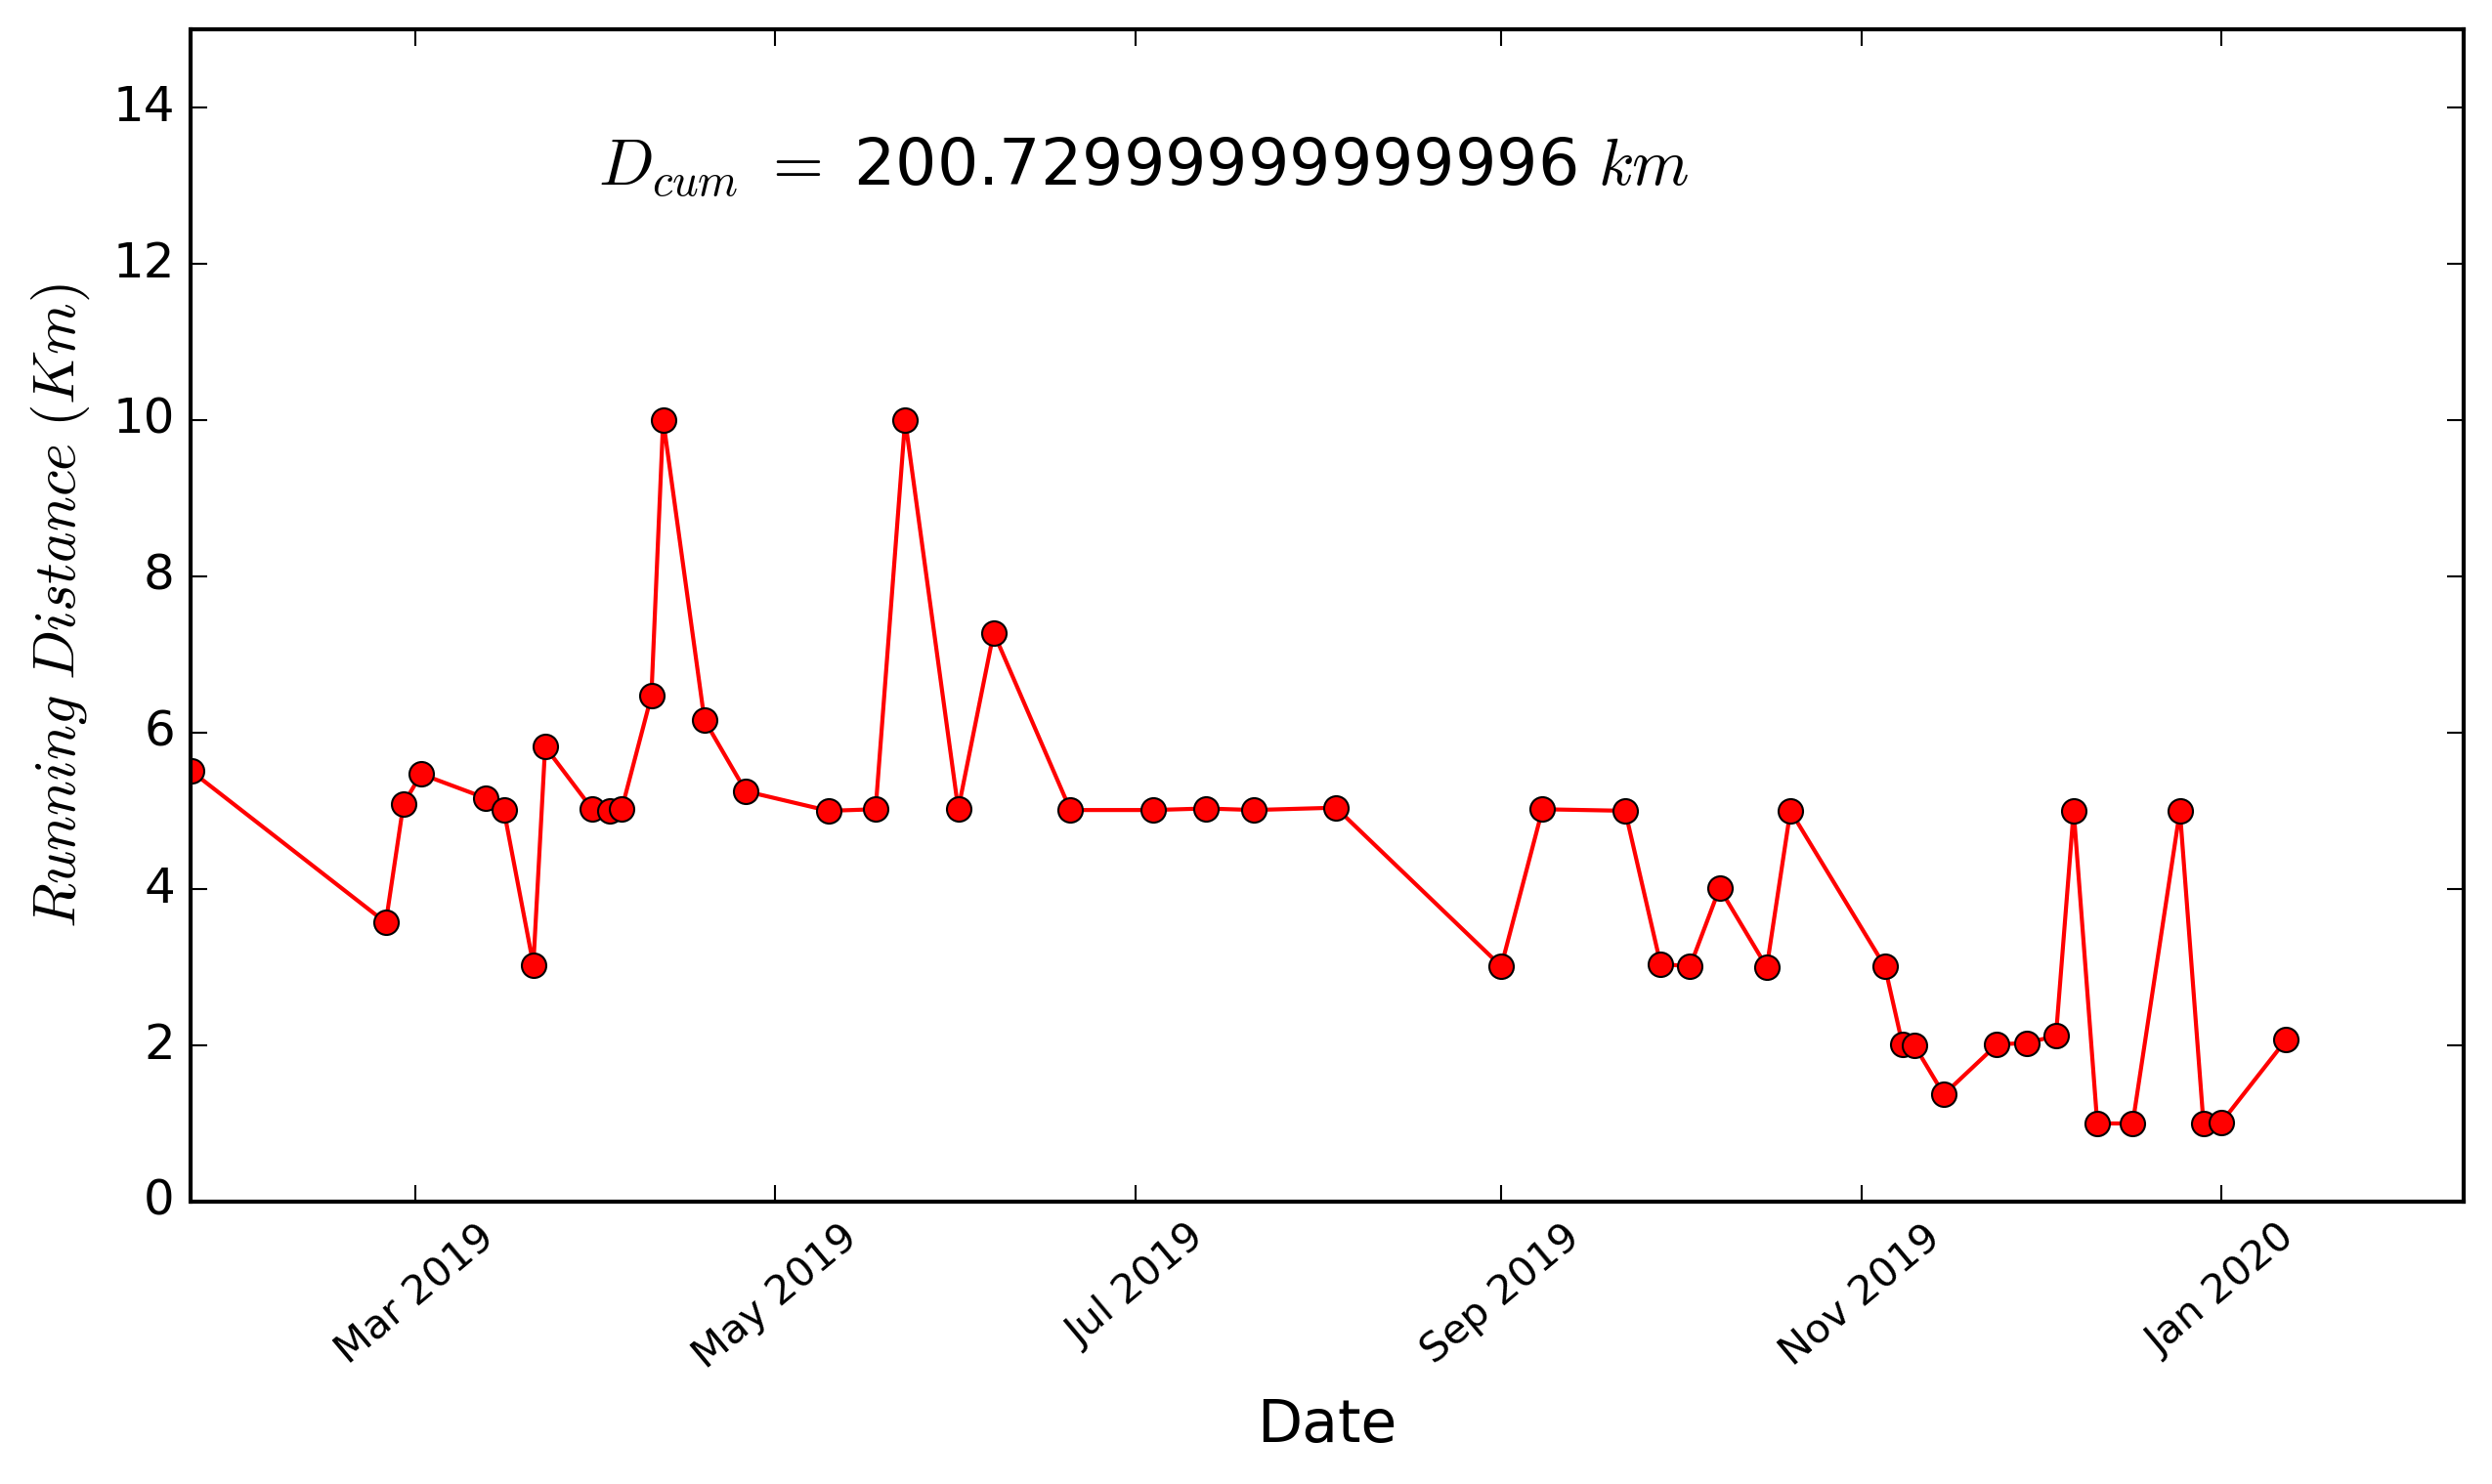 D_cum = 200.72999999999996 km
Running Distance (Km)
14
12
10
8
6
4
2
0
Mar 2019
May 2019
Jul 2019
Sep 2019
Nov 2019
Jan 2020
Date